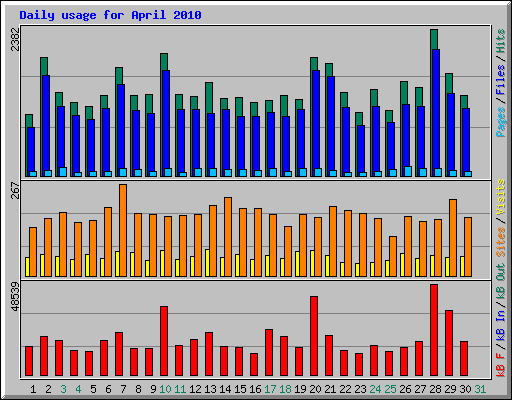 Daily usage for April 2010
2382
Pages / Files / Hits
267
Sites / Visits
48539
kB F / kB In / kB Out
1 2 3 4 5 6 7 8 9 10 11 12 13 14 15 16 17 18 19 20 21 22 23 24 25 26 27 28 29 30 31